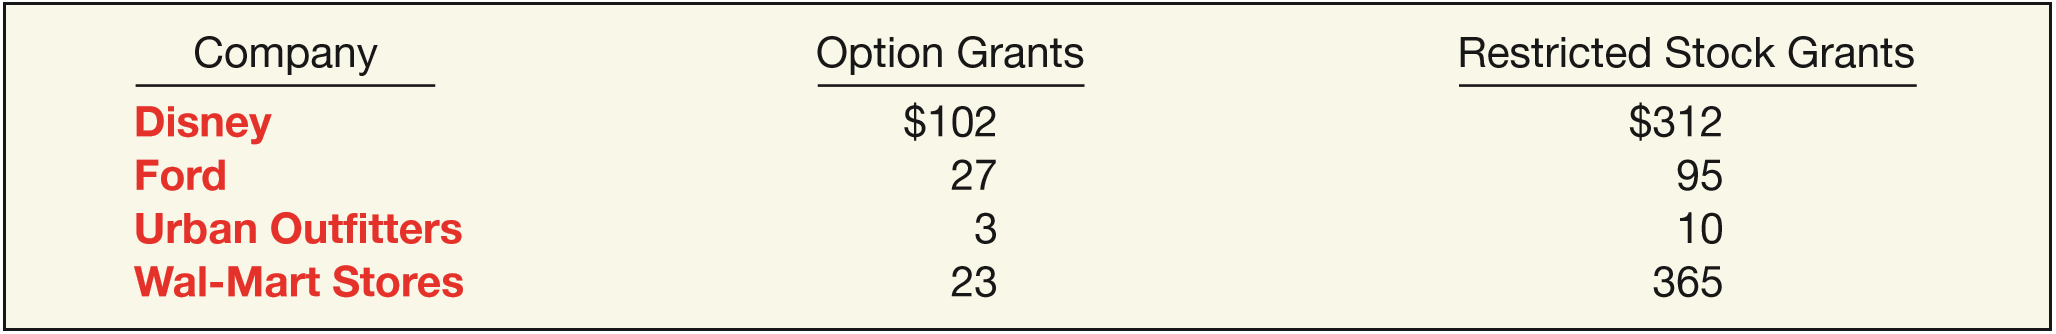 Company Option Grants Restricted Stock Grants
Disney $102 $312
Ford 27 95
Urban Outfitters 3 10
Wal-Mart Stores 23 365